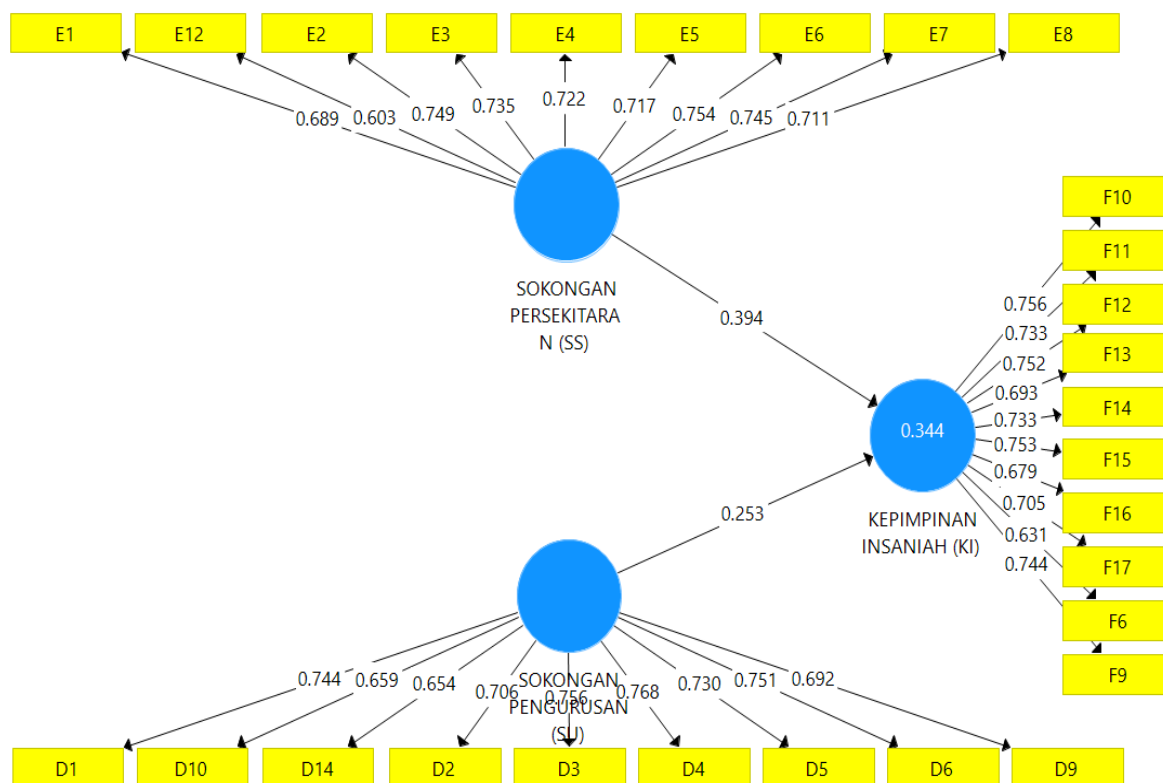 E1 E12 E2 E3 E4 E5 E6 E7 E8
0.689 0.603 0.749 0.735 0.722 0.717 0.754 0.745 0.711
SOKONGAN
PERSEKITARA
N (SS)
0.394
F10
F11
F12
F13
F14
F15
F16
F17
F6
F9
0.756
0.733
0.752
0.693
0.733
0.753
0.679
0.705
0.631
0.744
0.344
KEPIMPINAN
INSANIAH (KI)
0.253
SOKONGAN
PENGURUSAN
(SU)
0.744 0.659 0.654 0.706 0.756 0.768 0.730 0.751 0.692
D1 D10 D14 D2 D3 D4 D5 D6 D9